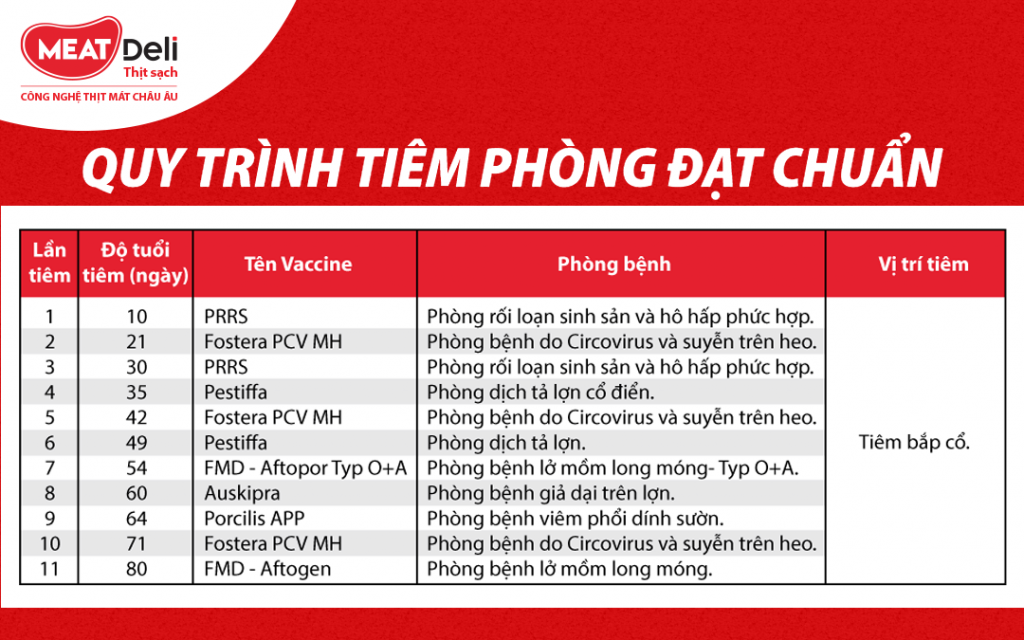 MEAT Deli
Thịt sạch
CÔNG NGHỆ THỊT MÁT CHÂU ÂU
QUY TRÌNH TIÊM PHÒNG ĐẠT CHUẨN
Lần tiêm Độ tuổi tiêm (ngày) Tên Vaccine Phòng bệnh Vị trí tiêm
1 10 PRRS Phòng rối loạn sinh sản và hô hấp phức hợp.
2 21 Fostera PCV MH Phòng bệnh do Circovirus và suyễn trên heo.
3 30 PRRS Phòng rối loạn sinh sản và hô hấp phức hợp.
4 35 Pestiffa Phòng dịch tả lợn cổ điển.
5 42 Fostera PCV MH Phòng bệnh do Circovirus và suyễn trên heo.
6 49 Pestiffa Phòng dịch tả lợn. Tiêm bắp cổ.
7 54 FMD - Aftopor Typ O+A Phòng bệnh lở mồm long móng- Typ O+A.
8 60 Auskipra Phòng bệnh giả dại trên lợn.
9 64 Porcilis APP Phòng bệnh viêm phổi dính sườn.
10 71 Fostera PCV MH Phòng bệnh do Circovirus và suyễn trên heo.
11 80 FMD - Aftogen Phòng bệnh lở mồm long móng.